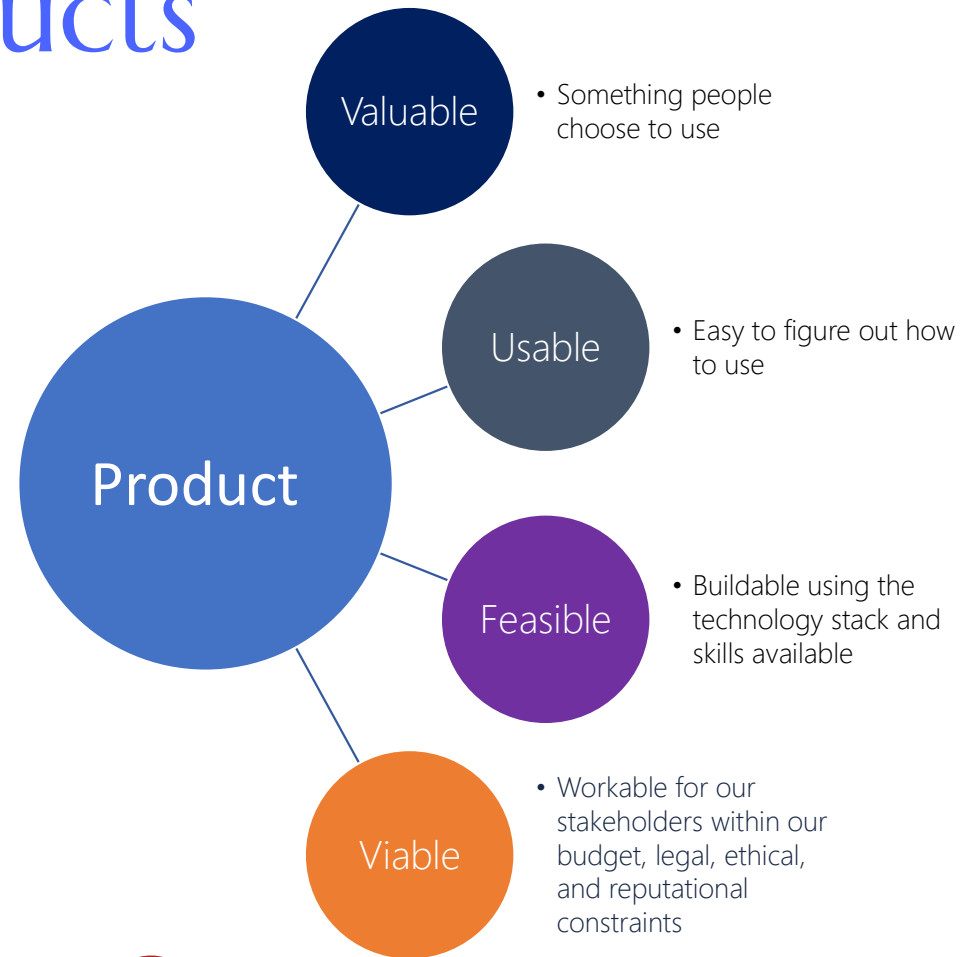 ucts
Valuable
• Something people
choose to use
Usable
• Easy to figure out how
to use
Product
Feasible
• Buildable using the
technology stack and
skills available
Viable
• Workable for our
stakeholders within our
budget, legal, ethical,
and reputational
constraints